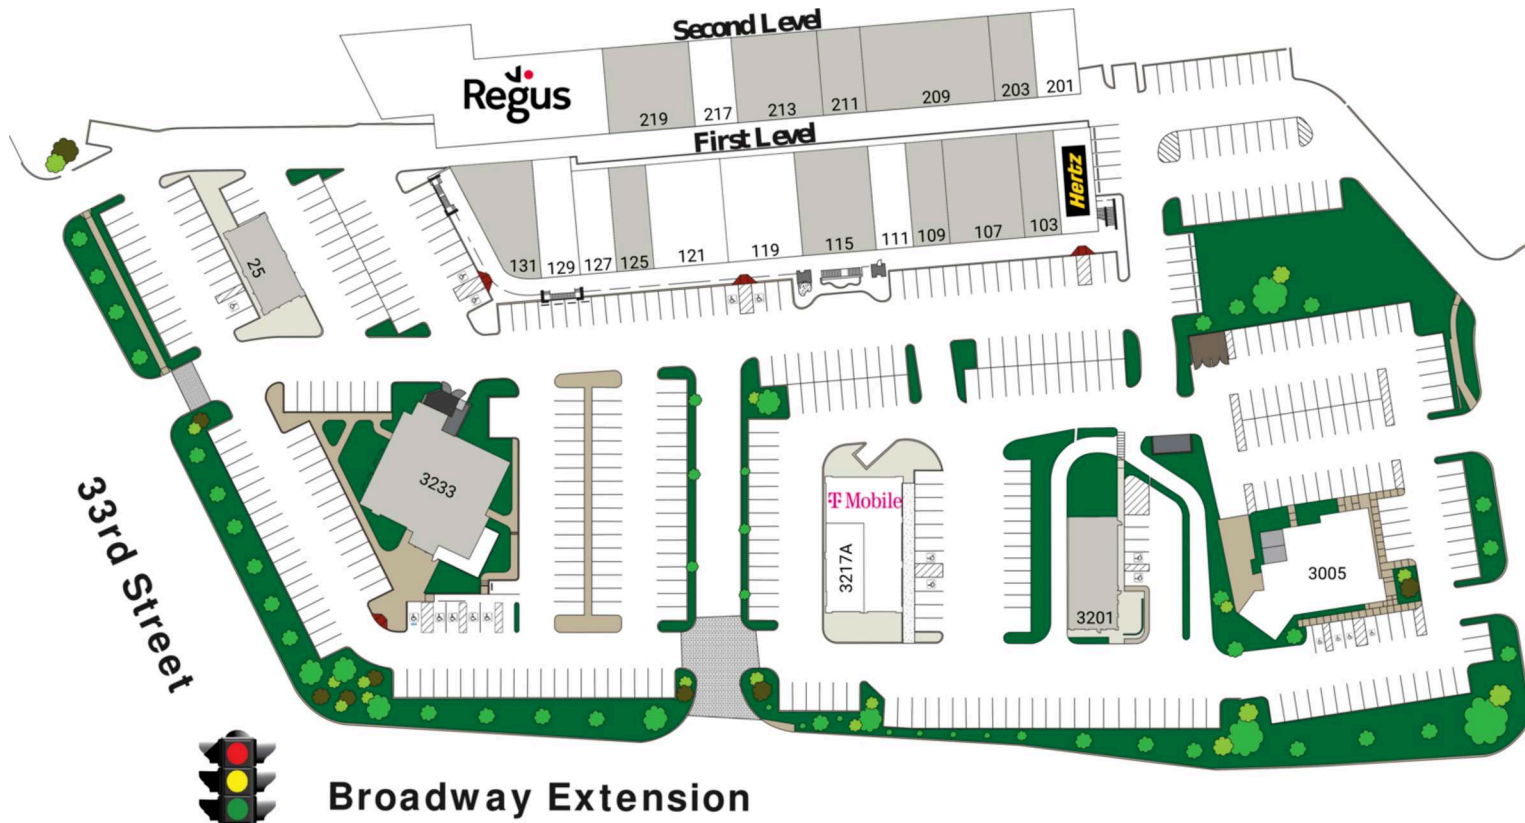 Second Level
Regus
219
217
213
211
209
203
201
First Level
Hertz
131
129
127
125
121
119
115
111
109
107
103
25
3233
T Mobile
3217A
3201
3005
33rd Street
Broadway Extension